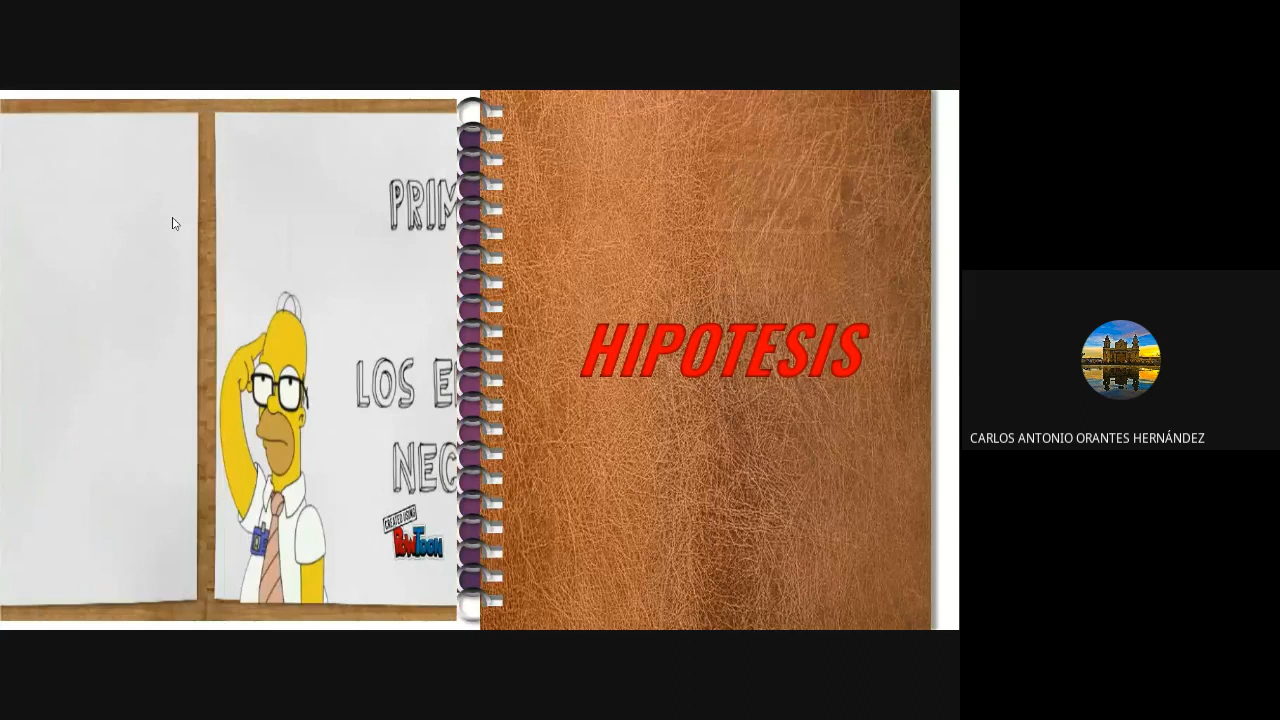 PRIM
LOS E
NEC
CREATED USING
POWTOON
HIPOTESIS
CARLOS ANTONIO ORANTES HERNÁNDEZ